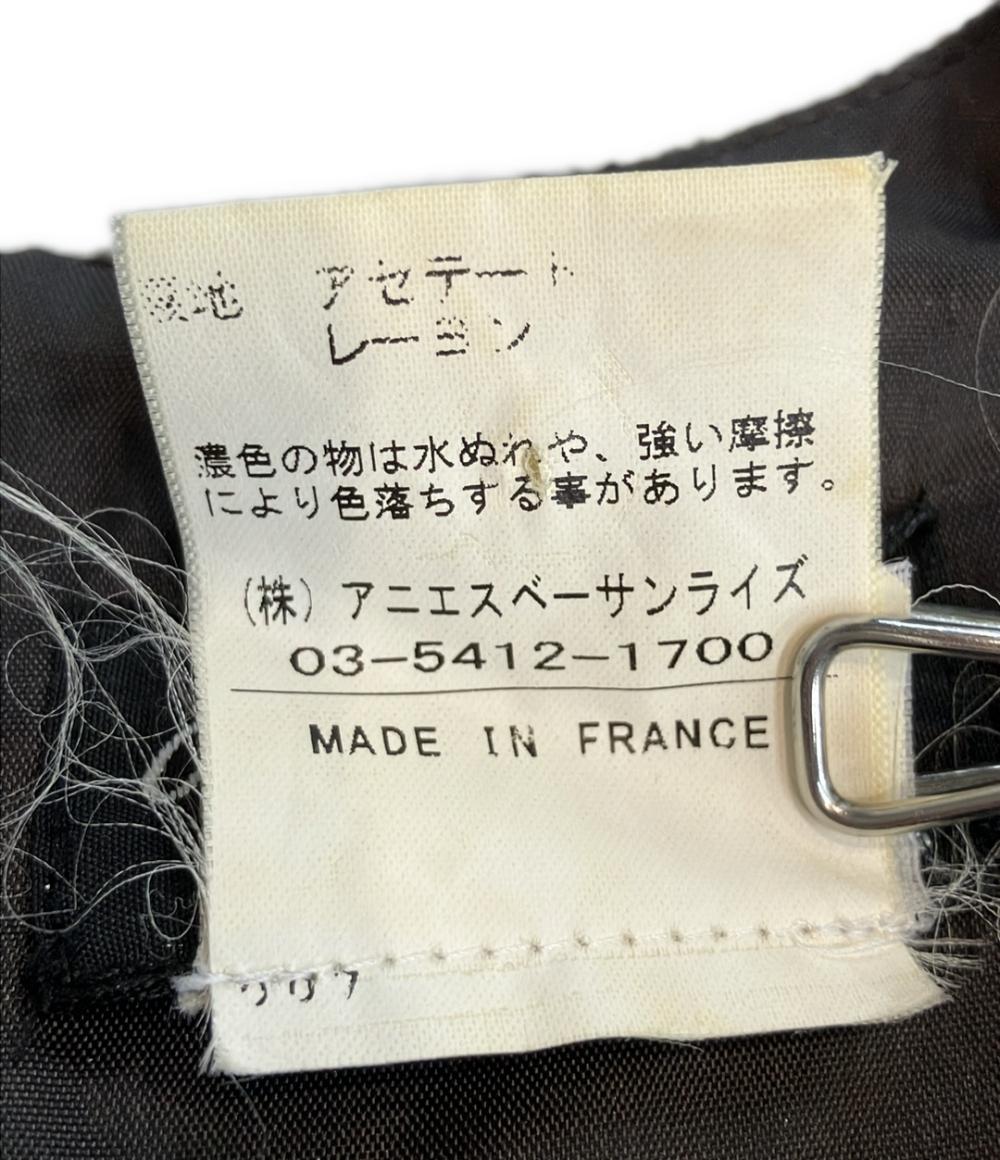 地 アセテート
レーヨン
濃色の物は水ぬれや、強い摩擦
により色落ちする事があります。
(株)アニエスベーサンライズ
03-5412-1700
MADE IN FRANCE